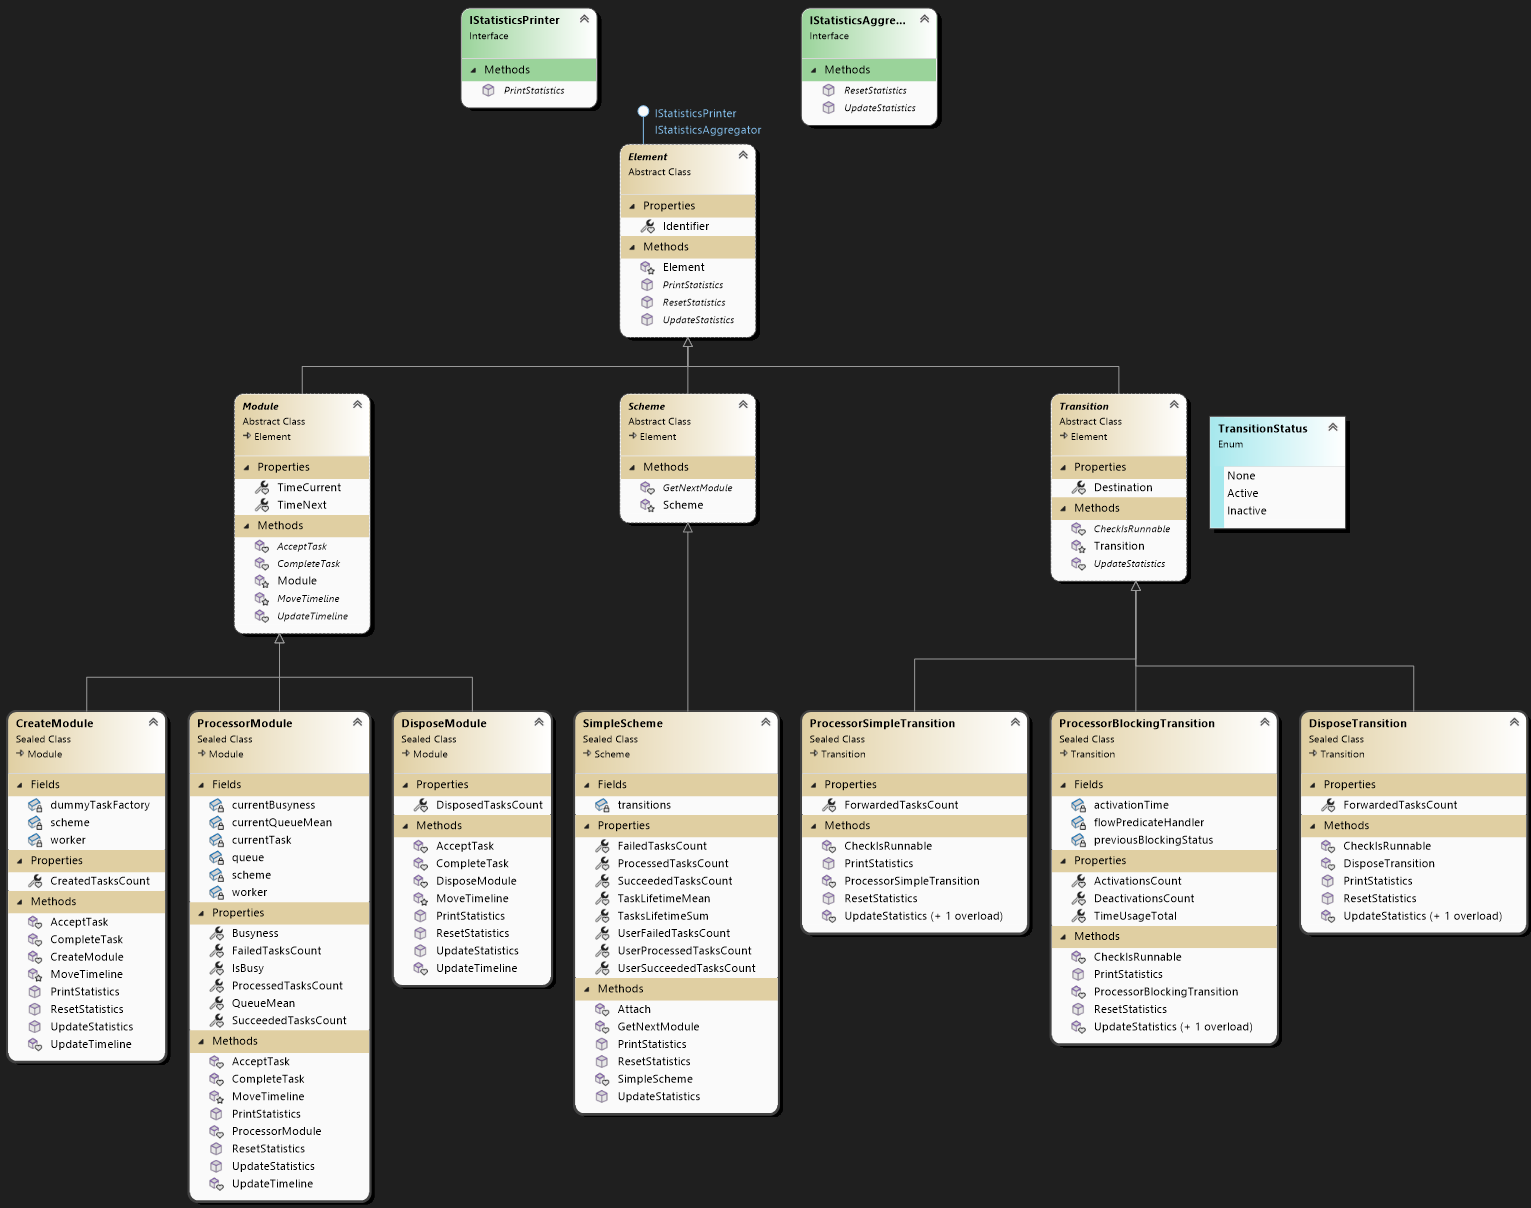 IStatisticsPrinter
Interface
Methods
PrintStatistics
IStatisticsAggre...
Interface
Methods
ResetStatistics
UpdateStatistics
IStatisticsPrinter
IStatisticsAggregator
Element
Abstract Class
Properties
Identifier
Methods
Element
PrintStatistics
ResetStatistics
UpdateStatistics
Module
Abstract Class
Element
Properties
TimeCurrent
TimeNext
Methods
AcceptTask
CompleteTask
Module
MoveTimeline
UpdateTimeline
Scheme
Abstract Class
Element
Methods
GetNextModule
Scheme
Transition
Abstract Class
Element
Properties
Destination
Methods
CheckIsRunnable
Transition
UpdateStatistics
TransitionStatus
Enum
None
Active
Inactive
CreateModule
Sealed Class
Module
Fields
dummyTaskFactory
scheme
worker
Properties
CreatedTasksCount
Methods
AcceptTask
CompleteTask
CreateModule
MoveTimeline
PrintStatistics
ResetStatistics
UpdateStatistics
UpdateTimeline
ProcessorModule
Sealed Class
Module
Fields
currentBusyness
currentQueueMean
currentTask
queue
scheme
worker
Properties
Busyness
FailedTasksCount
IsBusy
ProcessedTasksCount
QueueMean
SucceededTasksCount
Methods
AcceptTask
CompleteTask
MoveTimeline
PrintStatistics
ProcessorModule
ResetStatistics
UpdateStatistics
UpdateTimeline
DisposeModule
Sealed Class
Module
Properties
DisposedTasksCount
Methods
AcceptTask
CompleteTask
DisposeModule
MoveTimeline
PrintStatistics
ResetStatistics
UpdateStatistics
UpdateTimeline
SimpleScheme
Sealed Class
Scheme
Fields
transitions
Properties
FailedTasksCount
ProcessedTasksCount
SucceededTasksCount
TaskLifetimeMean
TasksLifetimeSum
UserFailedTasksCount
UserProcessedTasksCount
UserSucceededTasksCount
Methods
Attach
GetNextModule
PrintStatistics
ResetStatistics
SimpleScheme
UpdateStatistics
ProcessorSimpleTransition
Sealed Class
Transition
Properties
ForwardedTasksCount
Methods
CheckIsRunnable
PrintStatistics
ProcessorSimpleTransition
ResetStatistics
UpdateStatistics (+ 1 overload)
ProcessorBlockingTransition
Sealed Class
Transition
Fields
activationTime
flowPredicateHandler
previousBlockingStatus
Properties
ActivationsCount
DeactivationsCount
TimeUsageTotal
Methods
CheckIsRunnable
PrintStatistics
ProcessorBlockingTransition
ResetStatistics
UpdateStatistics (+ 1 overload)
DisposeTransition
Sealed Class
Transition
Properties
ForwardedTasksCount
Methods
CheckIsRunnable
DisposeTransition
PrintStatistics
ResetStatistics
UpdateStatistics (+ 1 overload)